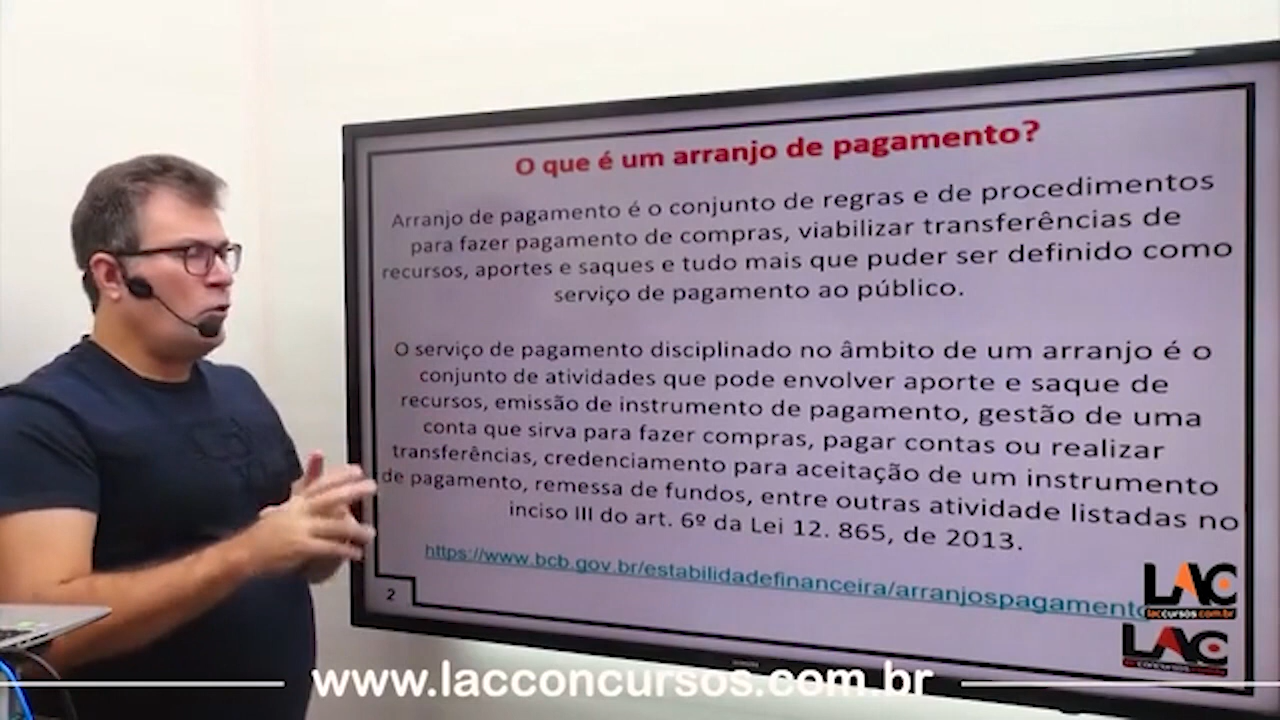 O que é um arranjo de pagamento?
Arranjo de pagamento é o conjunto de regras e de procedimentos
para fazer pagamento de compras, viabilizar transferências de
recursos, aportes e saques e tudo mais que puder ser definido como
serviço de pagamento ao público.
O serviço de pagamento disciplinado no âmbito de um arranjo é o
conjunto de atividades que pode envolver aporte e saque de
recursos, emissão de instrumento de pagamento, gestão de uma
conta que sirva para fazer compras, pagar contas ou realizar
transferências, credenciamento para aceitação de um instrumento
de pagamento, remessa de fundos, entre outras atividade listadas no
inciso III do art. 6º da Lei 12. 865, de 2013.
https://www.bcb.gov.br/estabilidadefinanceira/arranjospagamento
2
LAC
laccursos.com.br
LAC
www.lacconcursos.com.br